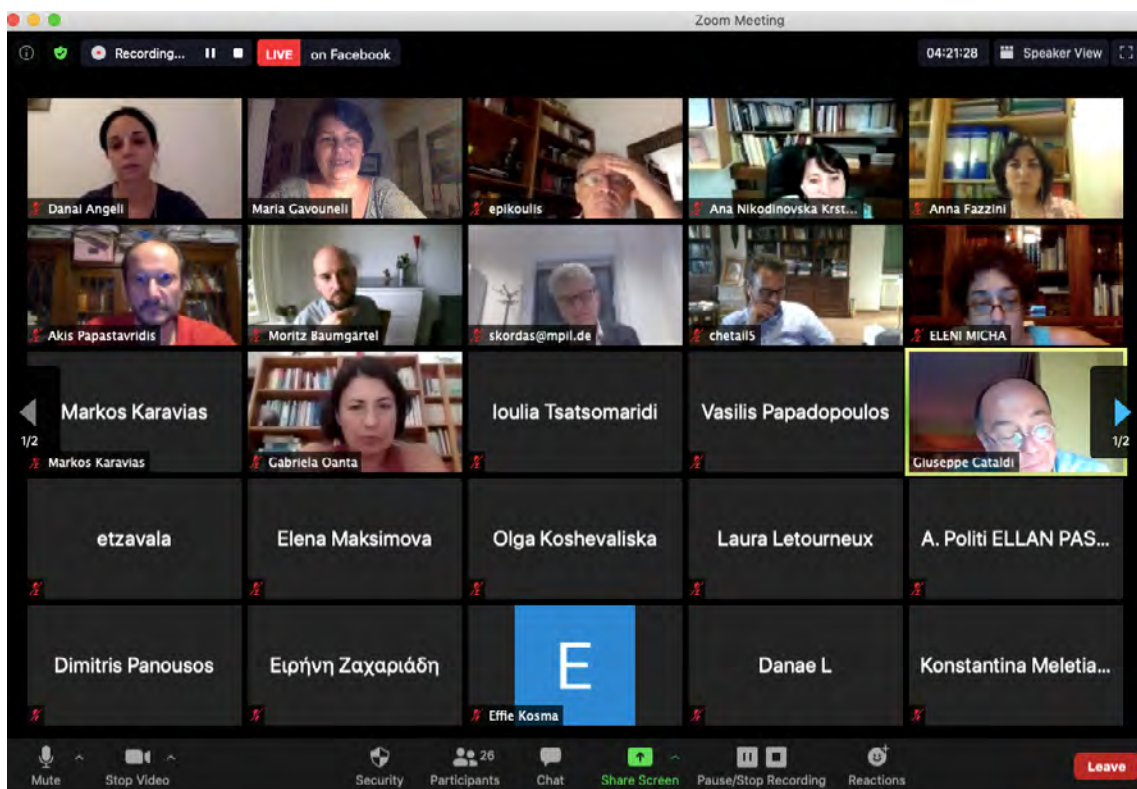 Zoom Meeting
Recording...
LIVE on Facebook
04:21:28
Speaker View
Danai Angeli
Maria Gavouneli
epikoulis
Ana Nikodinovska Krst...
Anna Fazzini
Akis Papastavridis
Moritz Baumgärtel
skordas@mpil.de
chetail5
ELENI MICHA
Markos Karavias
1/2
Markos Karavias
Gabriela Oanta
Ioulia Tsatsomaridi
Vasilis Papadopoulos
Giuseppe Cataldi
1/2
etzavala
Elena Maksimova
Olga Koshevaliska
Laura Letourneux
A. Politi ELLAN PAS...
Dimitris Panousos
Ειρήνη Ζαχαριάδη
E
Effie Kosma
Danae L
Konstantina Meletia...
Mute
Stop Video
Security
Participants
26
Chat
Share Screen
Pause/Stop Recording
Reactions
Leave